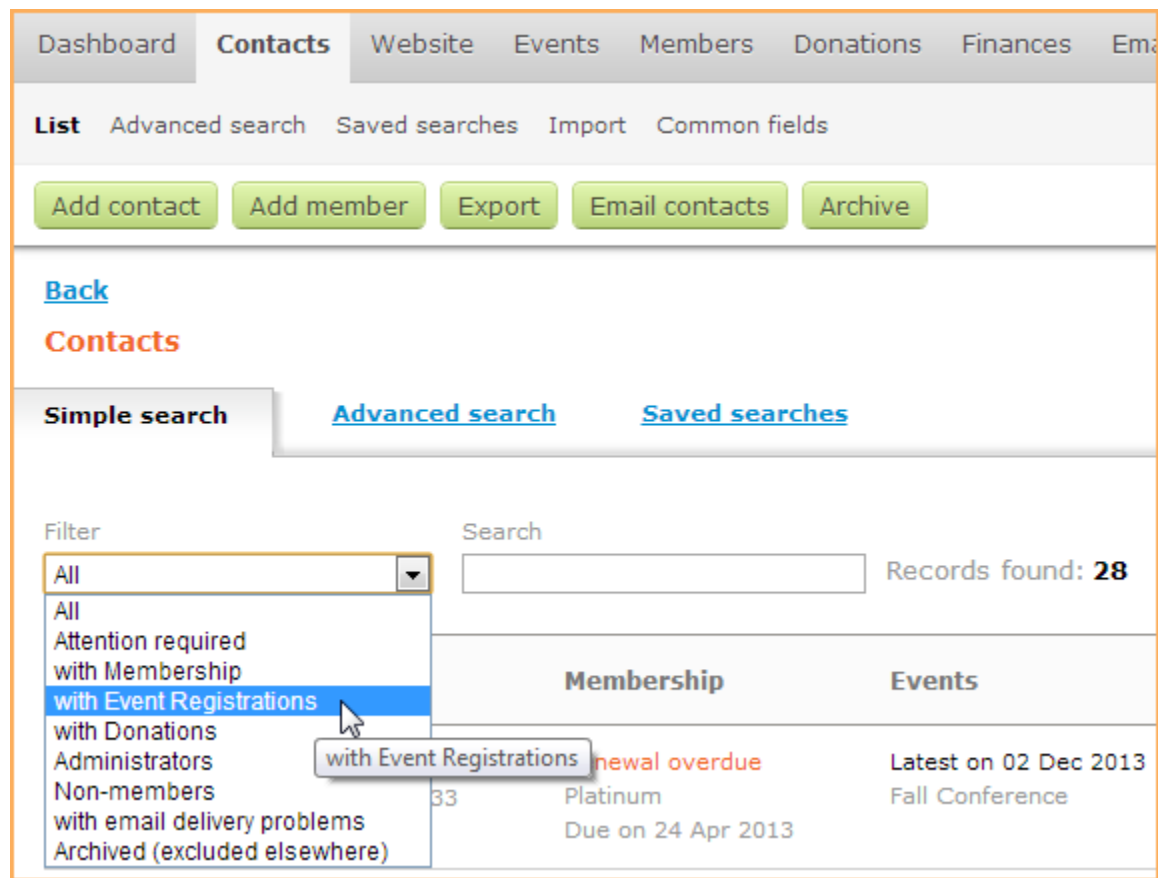 Dashboard Contacts Website Events Members Donations Finances
List Advanced search Saved searches Import Common fields
Add contact Add member Export Email contacts Archive
Back
Contacts
Simple search Advanced search Saved searches
Filter Search
All Records found: 28
All
Attention required
with Membership
Membership Events
with Event Registrations
with Donations
with Event Registrations
Administrators overdue Latest on 02 Dec 2013
Non-members 33 Platinum Fall Conference
with email delivery problems Due on 24 Apr 2013
Archived (excluded elsewhere)